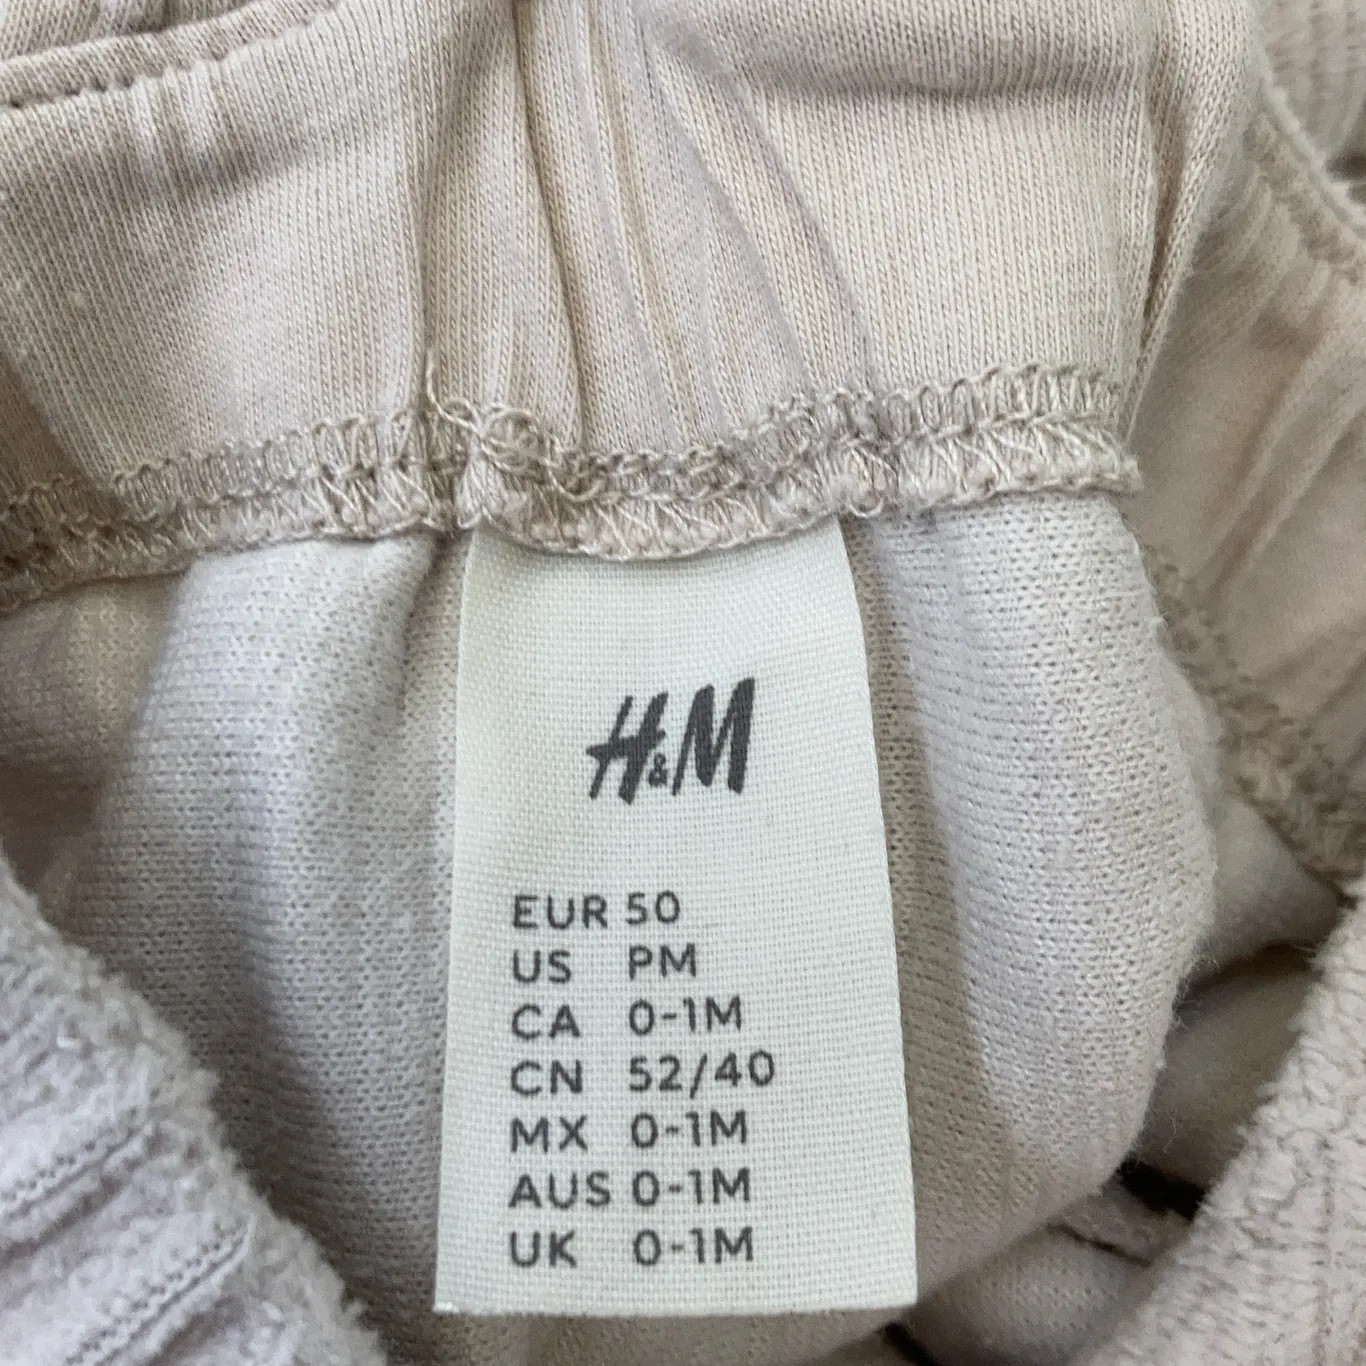 H&M
EUR 50
US PM
CA 0-1M
CN 52/40
MX 0-1M
AUS 0-1M
UK 0-1M